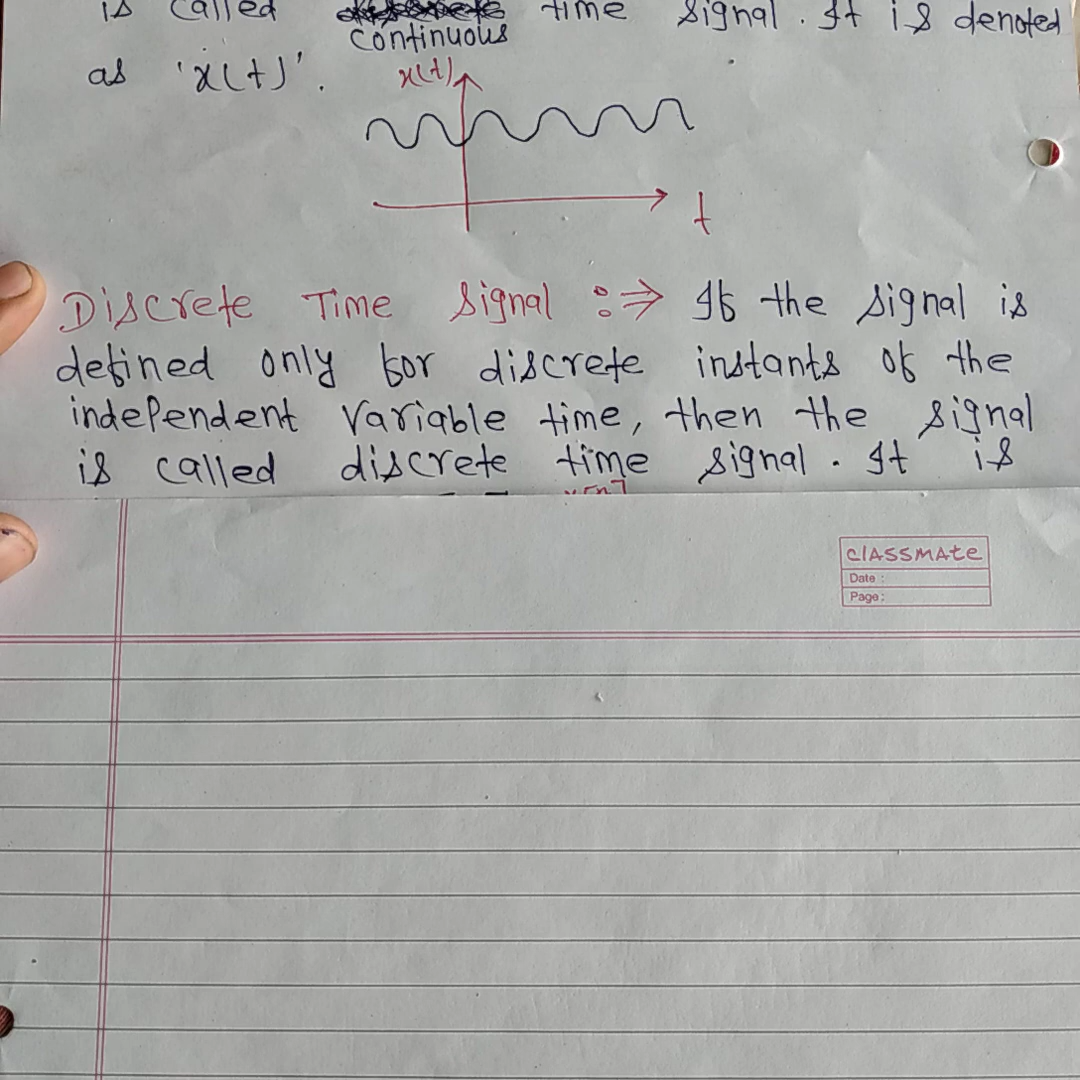 is called continuous time signal. It is denoted
as 'x(t)'.
x(t)
t
Discrete Time Signal :⇒ If the signal is
defined only for discrete instants of the
independent variable time, then the signal
is called discrete time signal. It is
x[n]
classmate
Date :
Page :